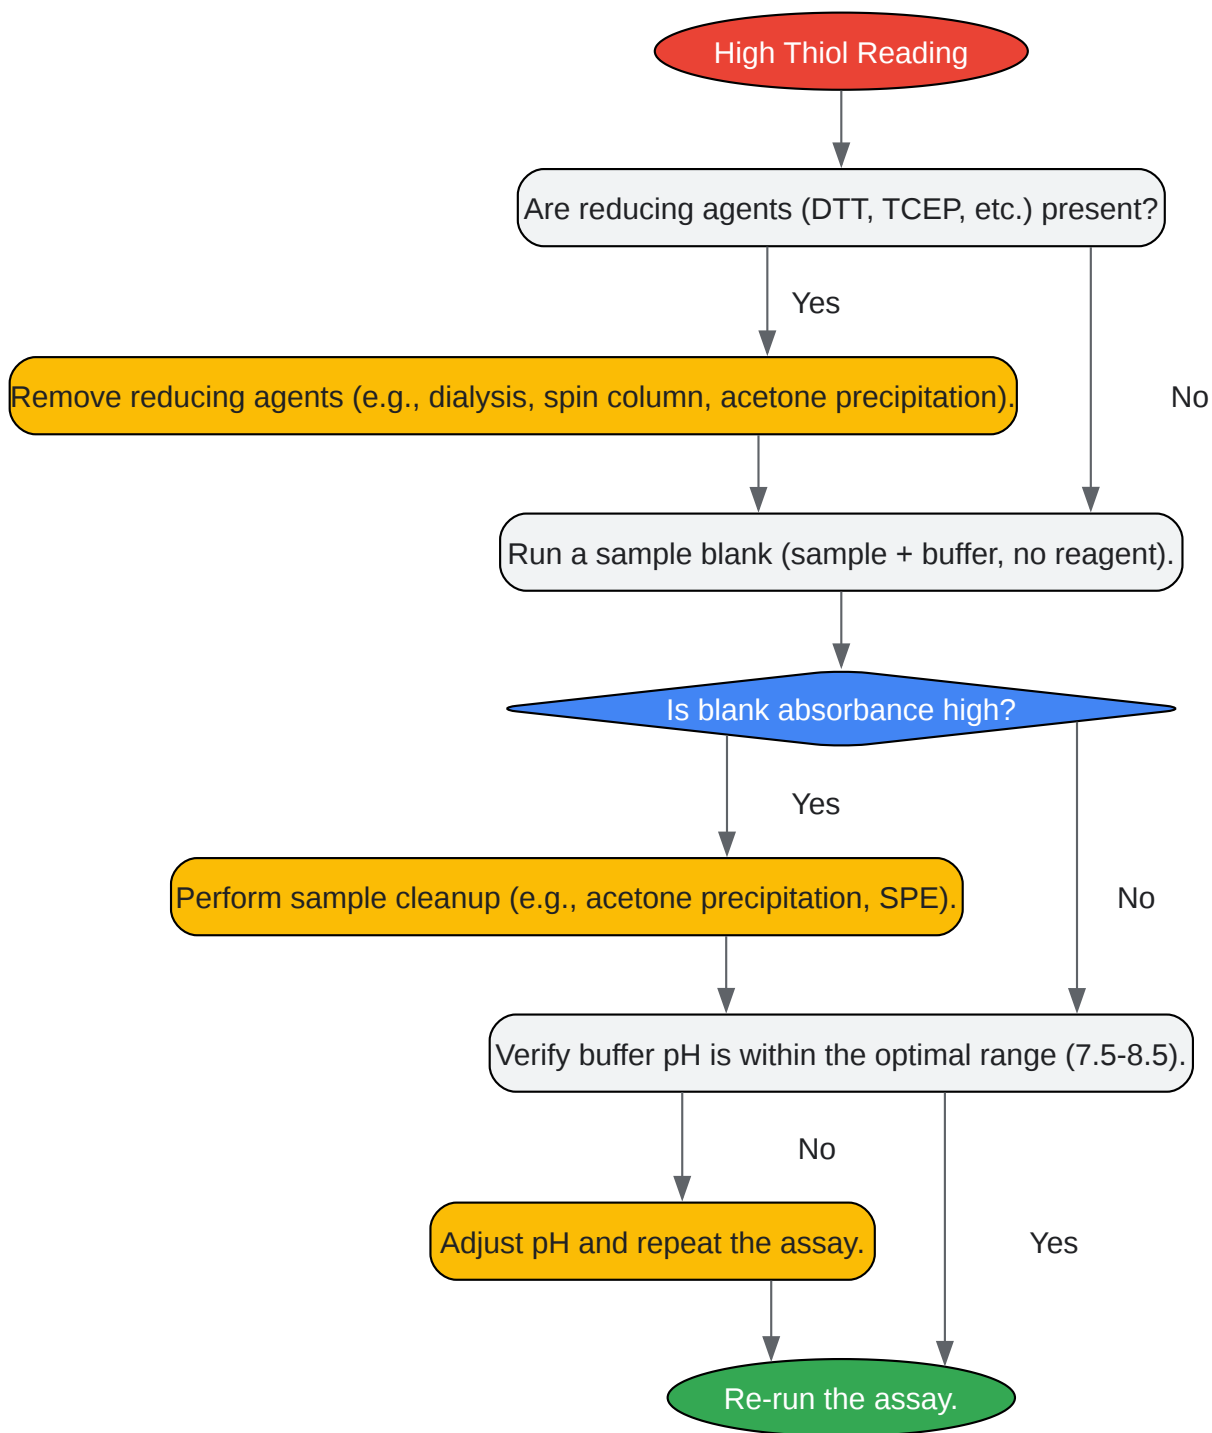 High Thiol Reading
Are reducing agents (DTT, TCEP, etc.) present?
Yes
Remove reducing agents (e.g., dialysis, spin column, acetone precipitation).
No
Run a sample blank (sample + buffer, no reagent).
Is blank absorbance high?
Yes
Perform sample cleanup (e.g., acetone precipitation, SPE).
No
Verify buffer pH is within the optimal range (7.5-8.5).
No
Adjust pH and repeat the assay.
Yes
Re-run the assay.